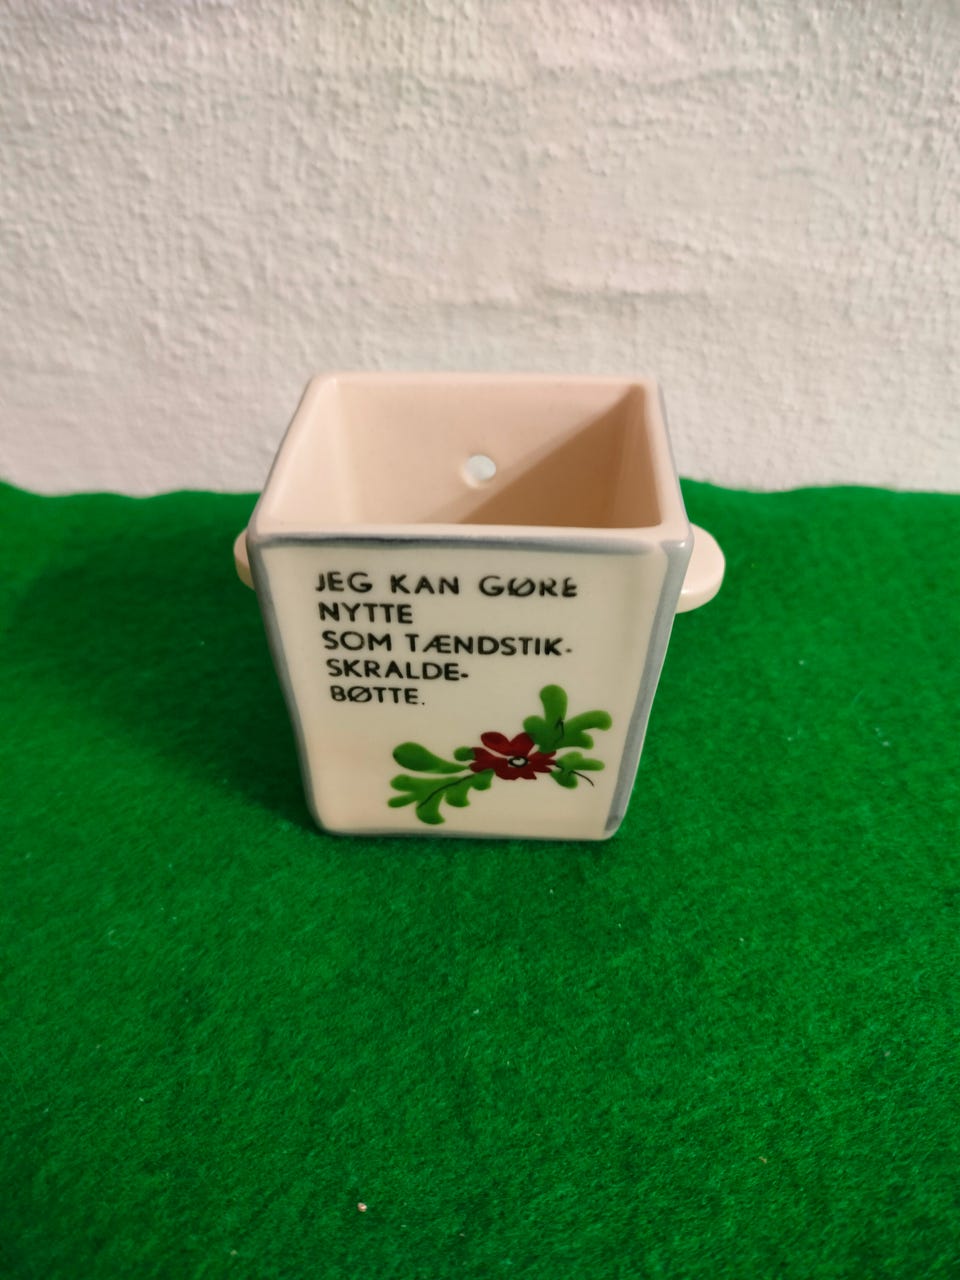 JEG KAN GØRE
NYTTE
SOM TÆNDSTIK-
SKRALDE-
BØTTE.